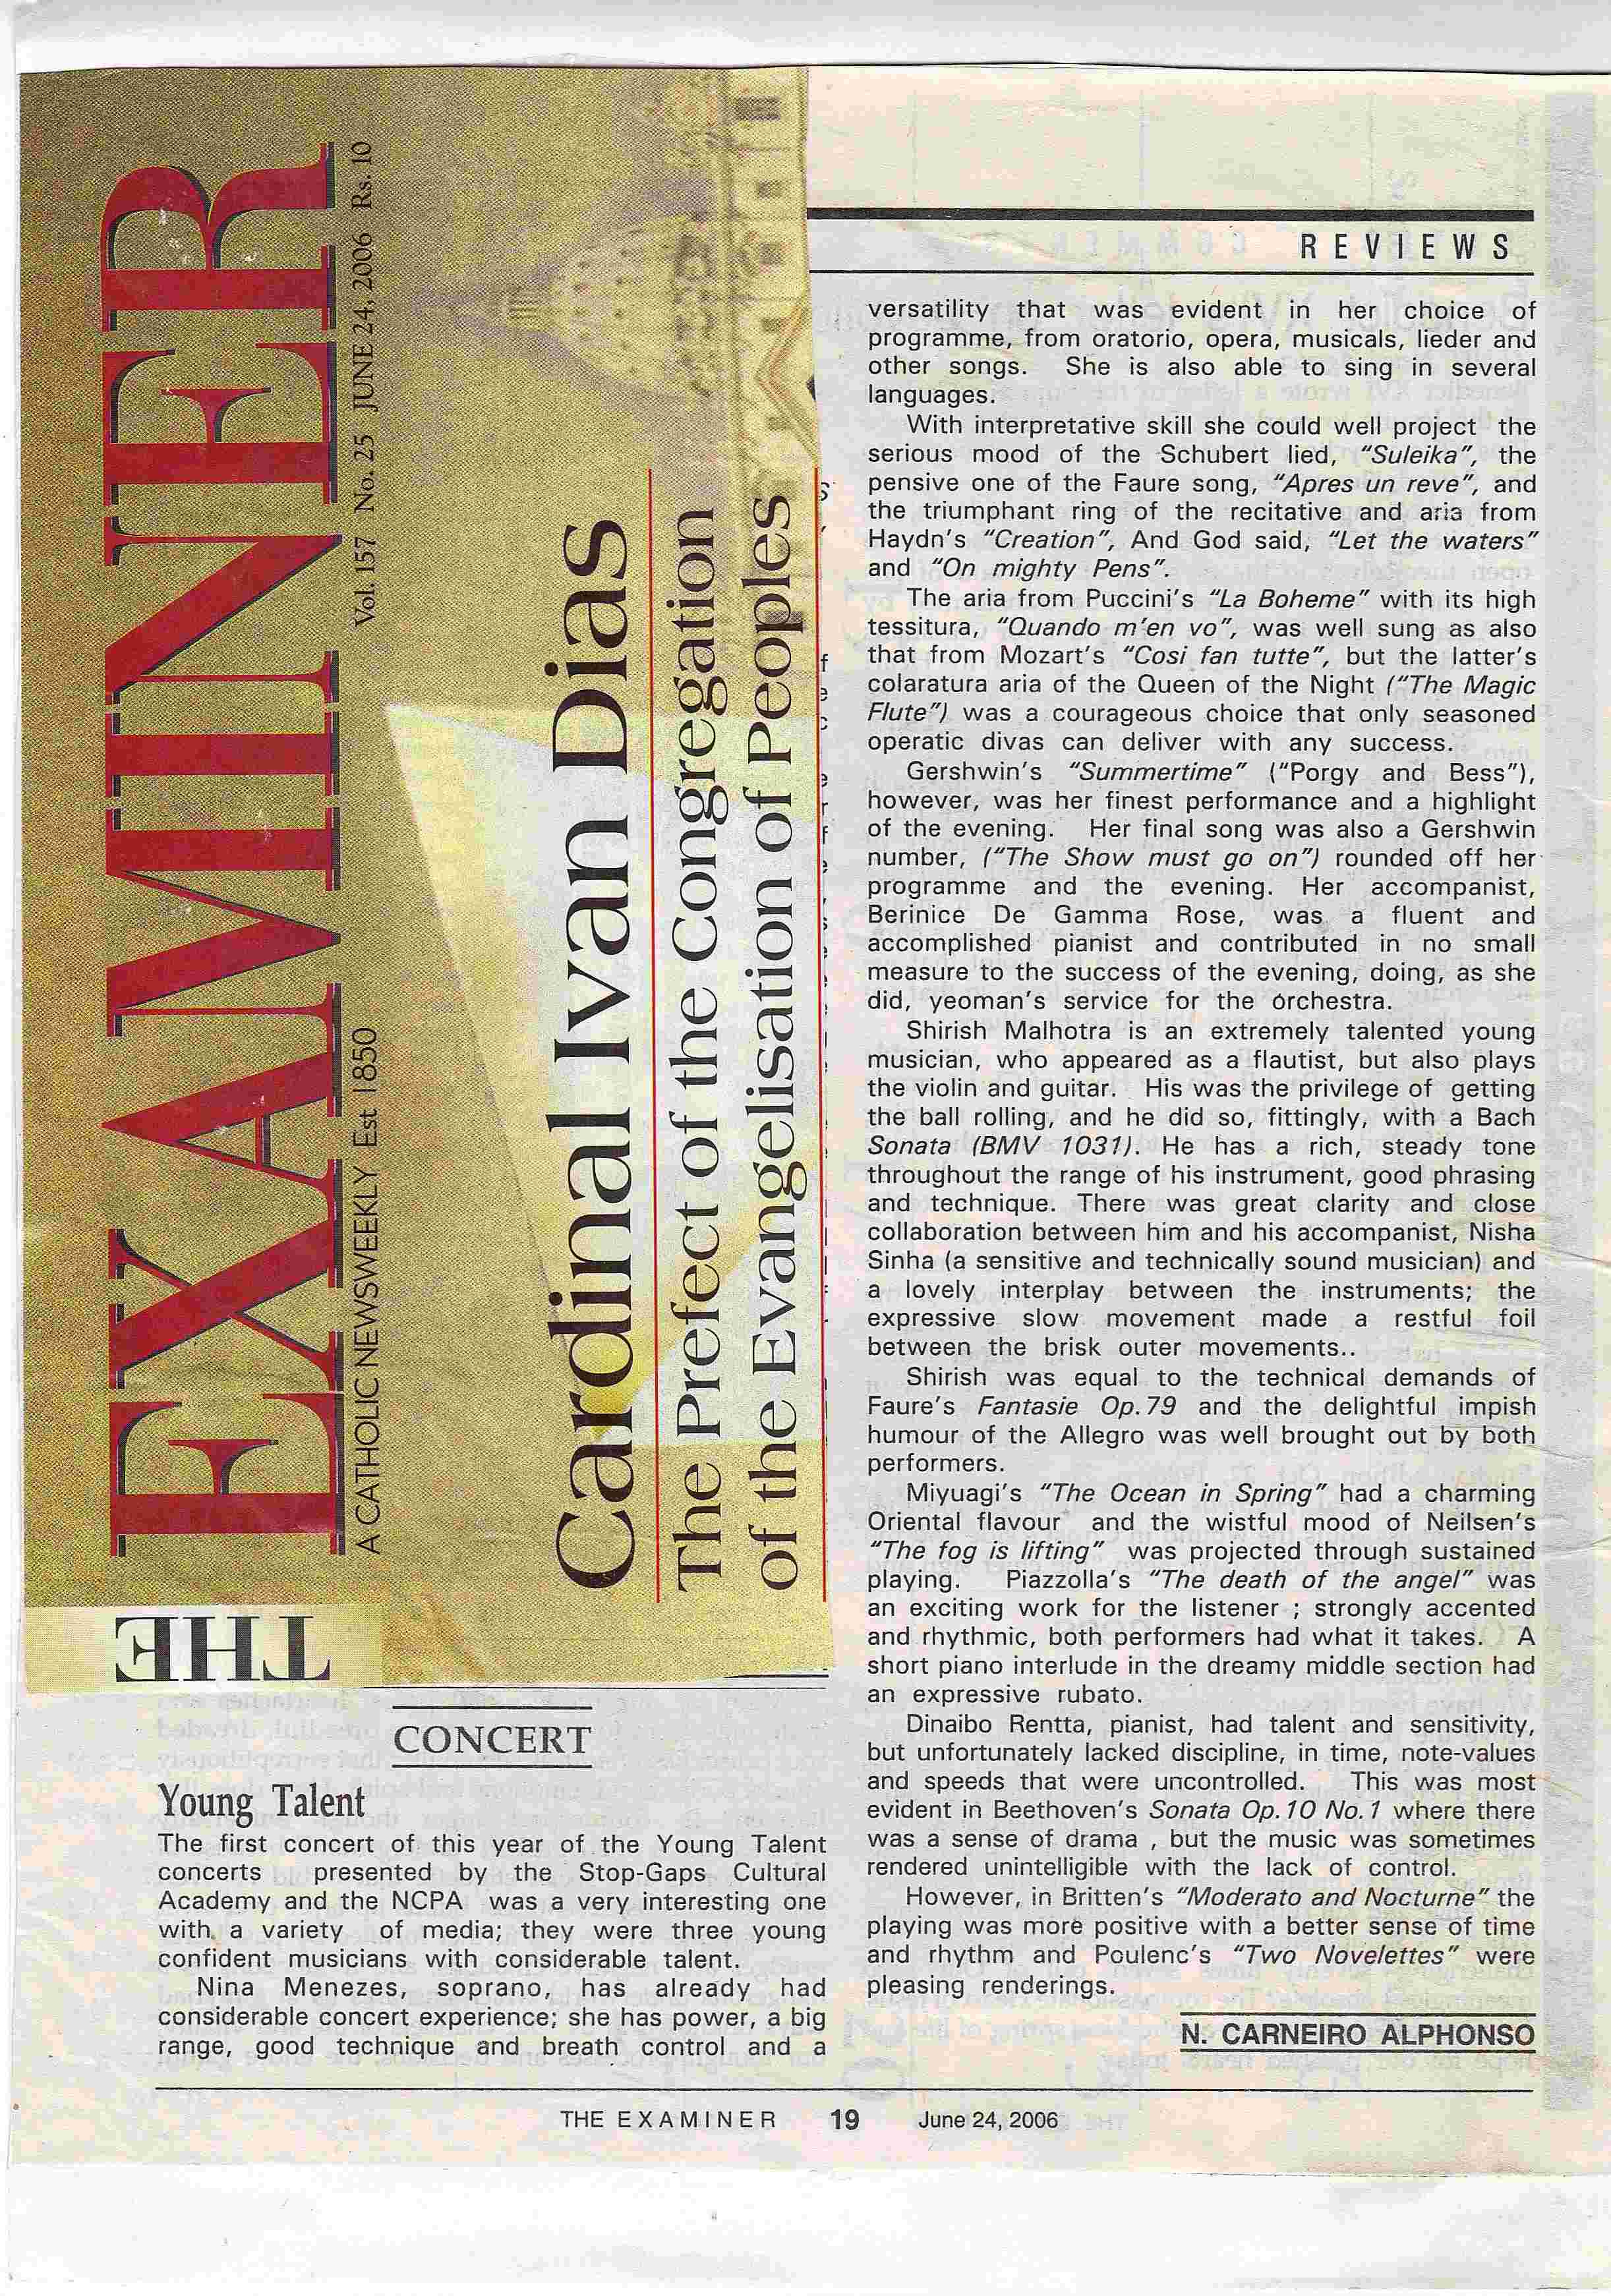 THE
EXAMINER
A CATHOLIC NEWSWEEKLY Est 1850
Vol. 157 No. 25 JUNE 24, 2006 Rs. 10
Cardinal Ivan Dias
The Prefect of the Congregation
of the Evangelisation of Peoples
REVIEWS
CONCERT
Young Talent
The first concert of this year of the Young Talent
concerts presented by the Stop-Gaps Cultural
Academy and the NCPA was a very interesting one
with a variety of media; they were three young
confident musicians with considerable talent.
Nina Menezes, soprano, has already had
considerable concert experience; she has power, a big
range, good technique and breath control and a
versatility that was evident in her choice of
programme, from oratorio, opera, musicals, lieder and
other songs. She is also able to sing in several
languages.
With interpretative skill she could well project the
serious mood of the Schubert lied, "Suleika", the
pensive one of the Faure song, "Apres un reve", and
the triumphant ring of the recitative and aria from
Haydn's "Creation", And God said, "Let the waters"
and "On mighty Pens".
The aria from Puccini's "La Boheme" with its high
tessitura, "Quando m'en vo", was well sung as also
that from Mozart's "Cosi fan tutte", but the latter's
colaratura aria of the Queen of the Night ("The Magic
Flute") was a courageous choice that only seasoned
operatic divas can deliver with any success.
Gershwin's "Summertime" ("Porgy and Bess"),
however, was her finest performance and a highlight
of the evening. Her final song was also a Gershwin
number, ("The Show must go on") rounded off her
programme and the evening. Her accompanist,
Berinice De Gamma Rose, was a fluent and
accomplished pianist and contributed in no small
measure to the success of the evening, doing, as she
did, yeoman's service for the orchestra.
Shirish Malhotra is an extremely talented young
musician, who appeared as a flautist, but also plays
the violin and guitar. His was the privilege of getting
the ball rolling, and he did so, fittingly, with a Bach
Sonata (BMV 1031). He has a rich, steady tone
throughout the range of his instrument, good phrasing
and technique. There was great clarity and close
collaboration between him and his accompanist, Nisha
Sinha (a sensitive and technically sound musician) and
a lovely interplay between the instruments; the
expressive slow movement made a restful foil
between the brisk outer movements..
Shirish was equal to the technical demands of
Faure's Fantasie Op.79 and the delightful impish
humour of the Allegro was well brought out by both
performers.
Miyuagi's "The Ocean in Spring" had a charming
Oriental flavour and the wistful mood of Neilsen's
"The fog is lifting" was projected through sustained
playing. Piazzolla's "The death of the angel" was
an exciting work for the listener ; strongly accented
and rhythmic, both performers had what it takes. A
short piano interlude in the dreamy middle section had
an expressive rubato.
Dinaibo Rentta, pianist, had talent and sensitivity,
but unfortunately lacked discipline, in time, note-values
and speeds that were uncontrolled. This was most
evident in Beethoven's Sonata Op.10 No.1 where there
was a sense of drama , but the music was sometimes
rendered unintelligible with the lack of control.
However, in Britten's "Moderato and Nocturne" the
playing was more positive with a better sense of time
and rhythm and Poulenc's "Two Novelettes" were
pleasing renderings.
N. CARNEIRO ALPHONSO
THE EXAMINER 19 June 24, 2006